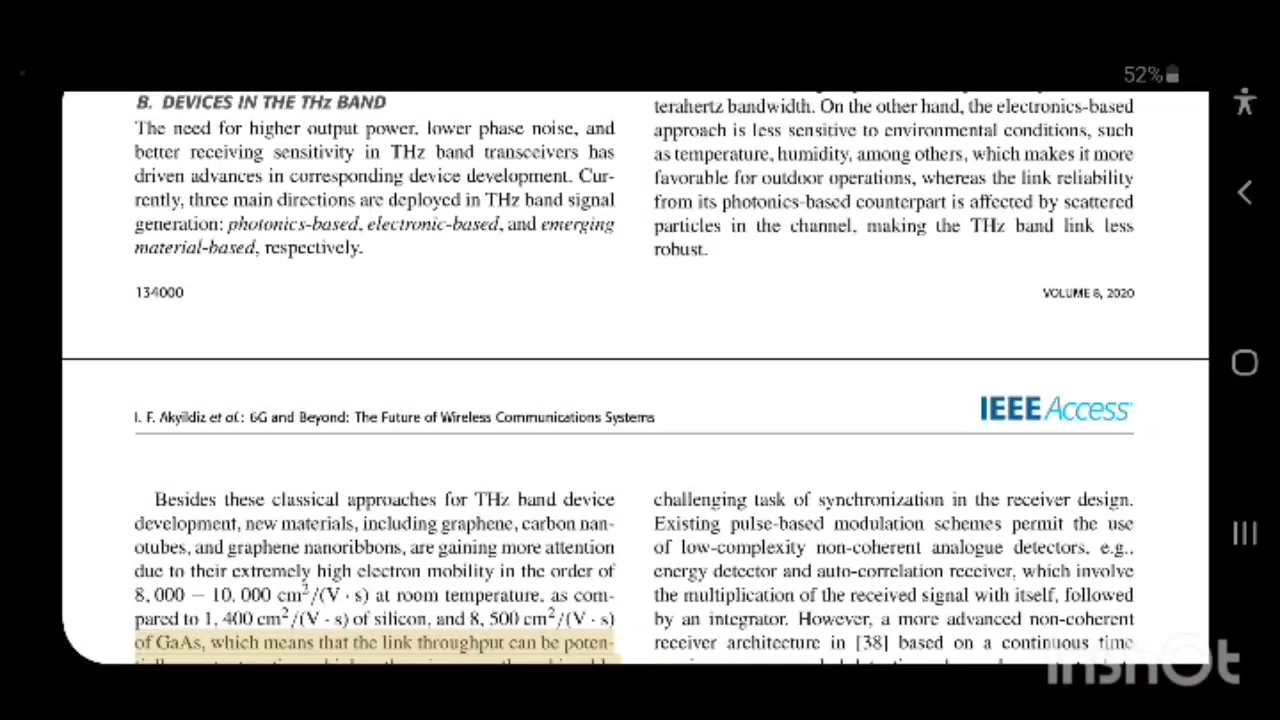 52%
B. DEVICES IN THE THz BAND
The need for higher output power, lower phase noise, and
better receiving sensitivity in THz band transceivers has
driven advances in corresponding device development. Cur-
rently, three main directions are deployed in THz band signal
generation: photonics-based, electronic-based, and emerging
material-based, respectively.
terahertz bandwidth. On the other hand, the electronics-based
approach is less sensitive to environmental conditions, such
as temperature, humidity, among others, which makes it more
favorable for outdoor operations, whereas the link reliability
from its photonics-based counterpart is affected by scattered
particles in the channel, making the THz band link less
robust.
134000
VOLUME 8, 2020
I. F. Akyildiz et al.: 6G and Beyond: The Future of Wireless Communications Systems
IEEE Access
Besides these classical approaches for THz band device
development, new materials, including graphene, carbon nan-
otubes, and graphene nanoribbons, are gaining more attention
due to their extremely high electron mobility in the order of
8,000 − 10,000 cm²/(V · s) at room temperature, as com-
pared to 1,400 cm²/(V · s) of silicon, and 8,500 cm²/(V · s)
of GaAs, which means that the link throughput can be poten-
challenging task of synchronization in the receiver design.
Existing pulse-based modulation schemes permit the use
of low-complexity non-coherent analogue detectors, e.g.,
energy detector and auto-correlation receiver, which involve
the multiplication of the received signal with itself, followed
by an integrator. However, a more advanced non-coherent
receiver architecture in [38] based on a continuous time
InShOt